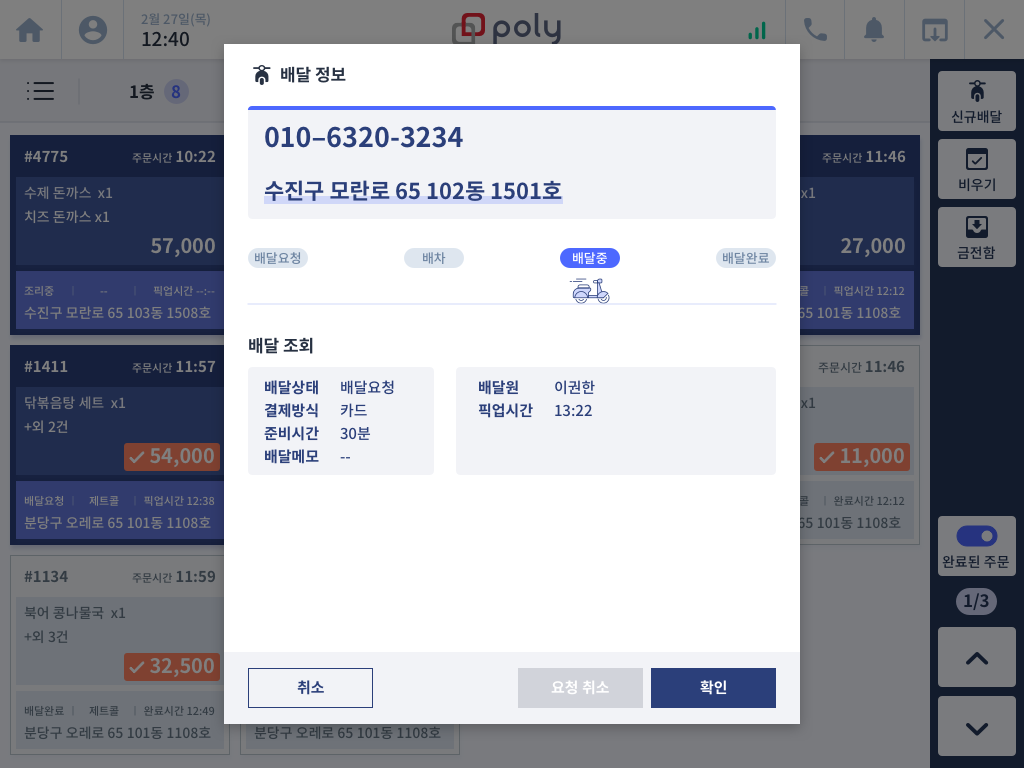 2월 27일(목)
12:40
poly
1층 8
#4775 주문시간 10:22
수제 돈까스 x1
치즈 돈까스 x1
57,000
조리중 -- 픽업시간 --:--
수진구 모란로 65 103동 1508호
#1411 주문시간 11:57
닭볶음탕 세트 x1
+외 2건
54,000
배달요청 제트콜 픽업시간 12:38
분당구 오레로 65 101동 1108호
#1134 주문시간 11:59
북어 콩나물국 x1
+외 3건
32,500
배달완료 제트콜 완료시간 12:49
분당구 오레로 65 101동 1108호
분당구 오레로 65 101동 1108호
배달 정보
010–6320-3234
수진구 모란로 65 102동 1501호
배달요청 배차 배달중 배달완료
배달 조회
배달상태 배달요청
결제방식 카드
준비시간 30분
배달메모 --
배달원 이권한
픽업시간 13:22
취소 요청 취소 확인
주문시간 11:46
x1
27,000
콜 픽업시간 12:12
65 101동 1108호
주문시간 11:46
x1
11,000
콜 완료시간 12:12
65 101동 1108호
신규배달
비우기
금전함
완료된 주문
1/3